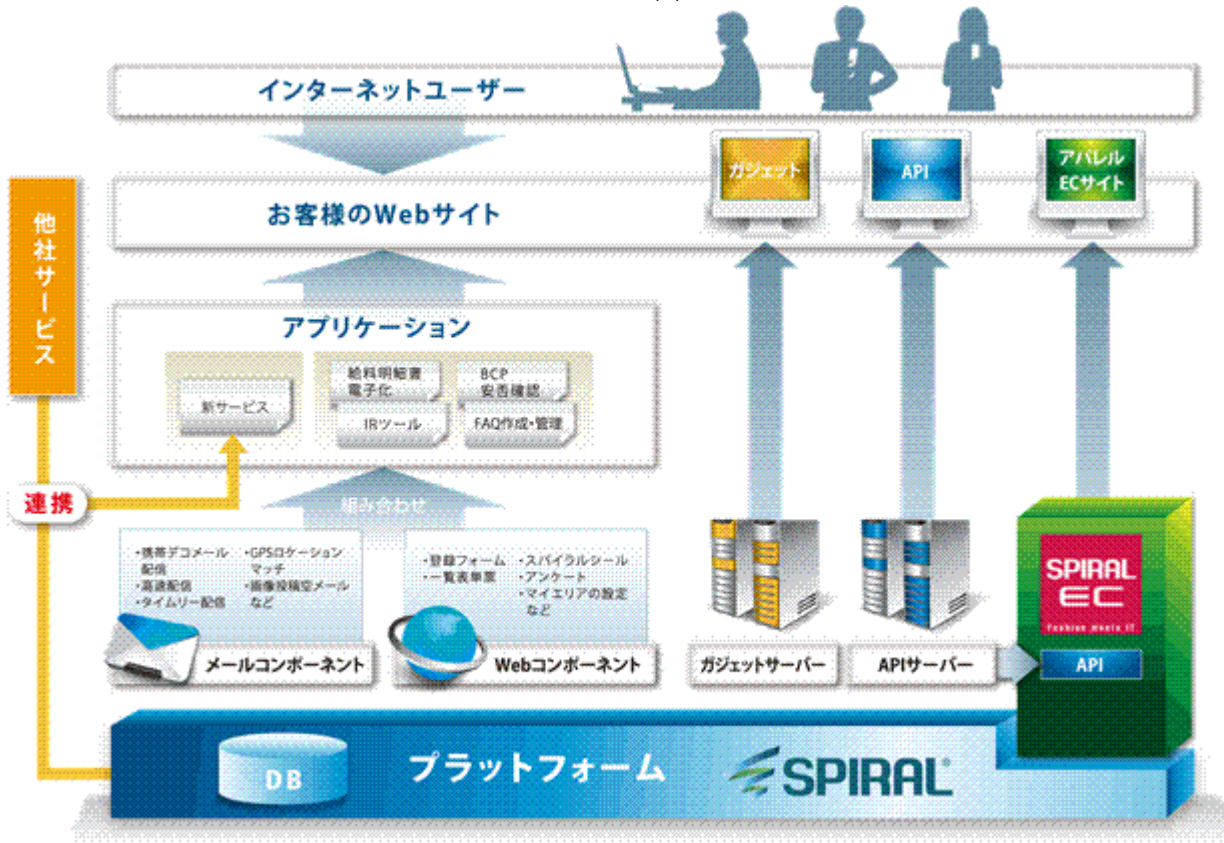 インターネットユーザー
ガジェット
API
アパレル
ECサイト
お客様のWebサイト
他社サービス
アプリケーション
新サービス
給料明細書
電子化
BCP
安否確認
IRツール
FAQ作成・管理
連携
組み合わせ
・携帯デコメール
配信
・高速配信
・タイムリー配信
・GPSロケーション
マッチ
・画像投稿空メール
など
・登録フォーム
・一覧表単票
・スパイラルシール
・アンケート
・マイエリアの設定
など
メールコンポーネント
Webコンポーネント
ガジェットサーバー
APIサーバー
SPIRAL
EC
Fashion meets IT
API
DB
プラットフォーム
SPIRAL®